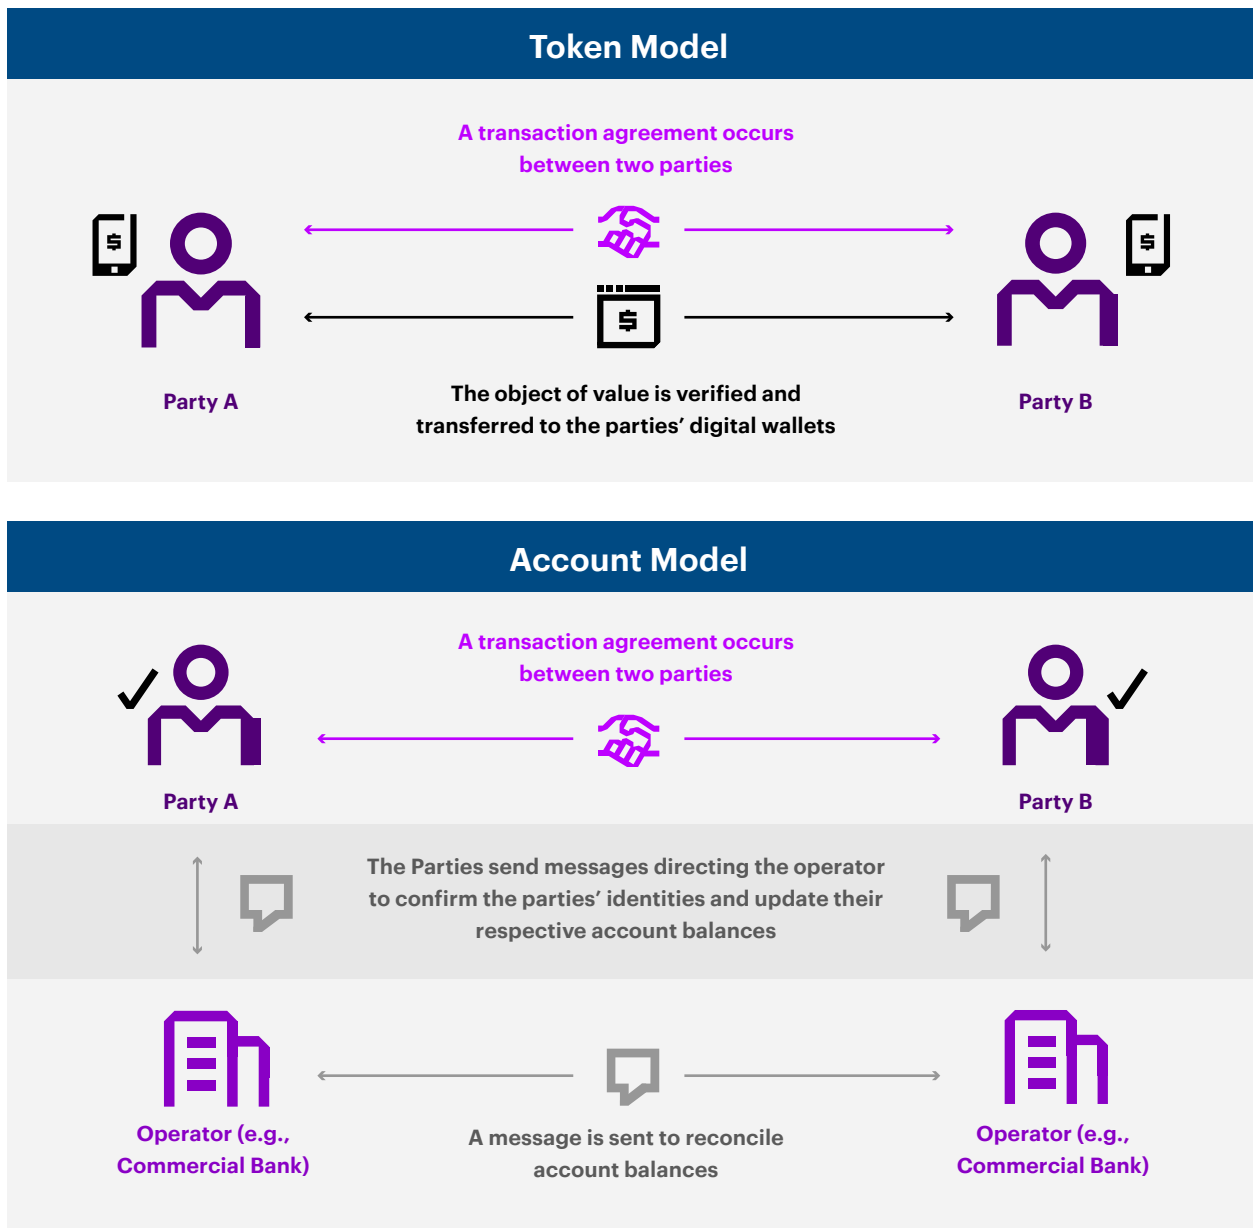 Token Model
A transaction agreement occurs
between two parties
$
$
$
Party A
The object of value is verified and
transferred to the parties’ digital wallets
Party B
Account Model
A transaction agreement occurs
between two parties
Party A
Party B
The Parties send messages directing the operator
to confirm the parties’ identities and update their
respective account balances
Operator (e.g.,
Commercial Bank)
A message is sent to reconcile
account balances
Operator (e.g.,
Commercial Bank)